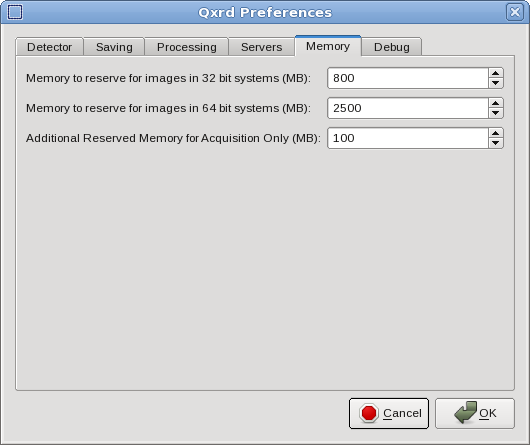 Qxrd Preferences
Detector Saving Processing Servers Memory Debug
Memory to reserve for images in 32 bit systems (MB): 800
Memory to reserve for images in 64 bit systems (MB): 2500
Additional Reserved Memory for Acquisition Only (MB): 100
Cancel OK